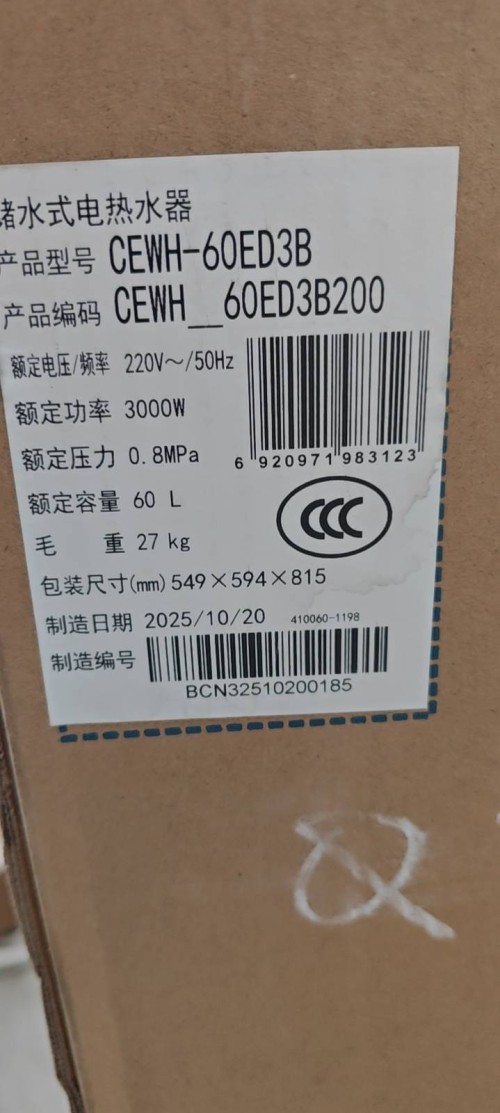 储水式电热水器
产品型号 CEWH-60ED3B
产品编码 CEWH__60ED3B200
额定电压/频率 220V～/50Hz
额定功率 3000W
6 920971 983123
额定压力 0.8MPa
额定容量 60 L
CCC
毛 重 27 kg
包装尺寸(mm) 549×594×815
制造日期 2025/10/20 410060-1198
制造编号
BCN32510200185